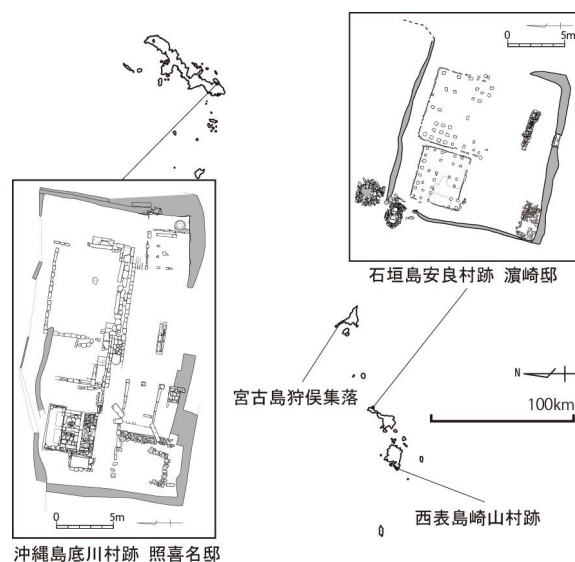 0 5m
石垣島安良村跡 濵崎邸
宮古島狩俣集落
N
100km
西表島崎山村跡
0 5m
沖縄島底川村跡 照喜名邸